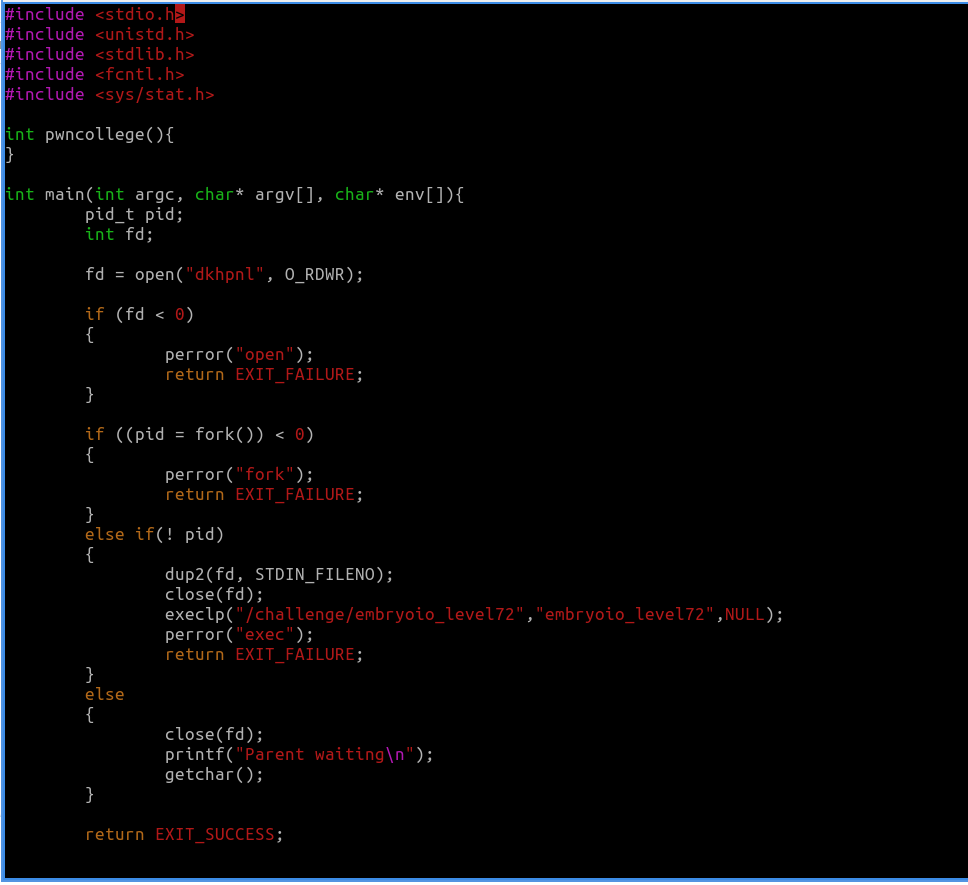 #include <stdio.h>
#include <unistd.h>
#include <stdlib.h>
#include <fcntl.h>
#include <sys/stat.h>

int pwncollege(){
}

int main(int argc, char* argv[], char* env[]){
        pid_t pid;
        int fd;

        fd = open("dkhpnl", O_RDWR);

        if (fd < 0)
        {
                perror("open");
                return EXIT_FAILURE;
        }

        if ((pid = fork()) < 0)
        {
                perror("fork");
                return EXIT_FAILURE;
        }
        else if(! pid)
        {
                dup2(fd, STDIN_FILENO);
                close(fd);
                execlp("/challenge/embryoio_level72","embryoio_level72",NULL);
                perror("exec");
                return EXIT_FAILURE;
        }
        else
        {
                close(fd);
                printf("Parent waiting\n");
                getchar();
        }

        return EXIT_SUCCESS;